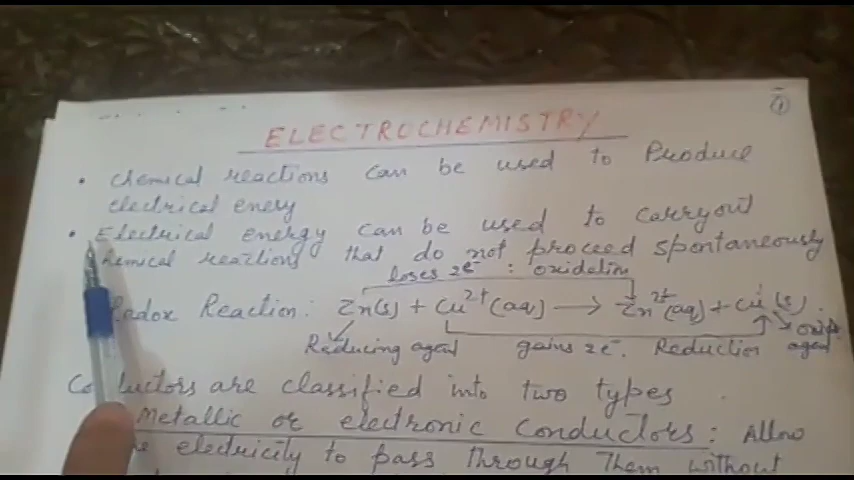 1
ELECTROCHEMISTRY
• Chemical reactions can be used to Produce
electrical enery
• Electrical energy can be used to carryout
chemical reactions that do not proceed spontaneously
loses 2e⁻ : oxidation
Redox Reaction: Zn(s) + Cu²⁺(aq) → Zn²⁺(aq) + Cu(s)
Reducing agent gains 2e⁻. Reduction agent
Conductors are classified into two types
Metallic or electronic Conductors: Allow
electricity to pass through them without